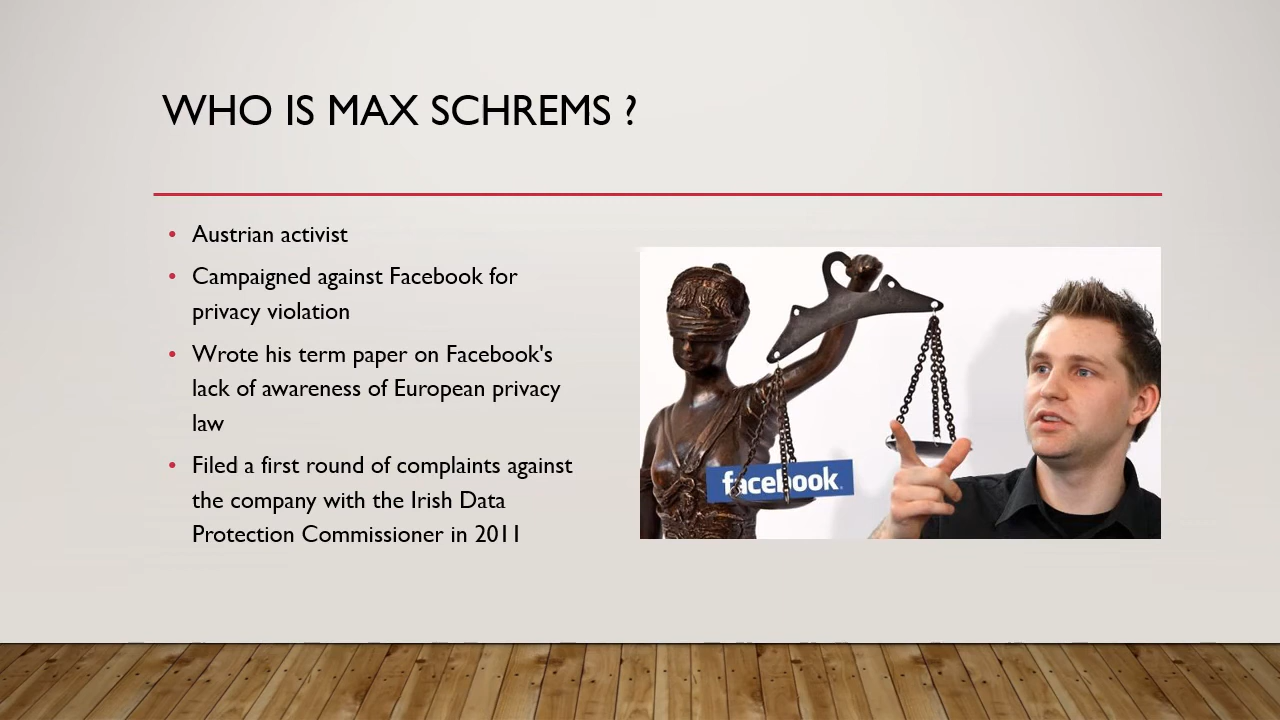 WHO IS MAX SCHREMS ?
• Austrian activist
• Campaigned against Facebook for
privacy violation
• Wrote his term paper on Facebook's
lack of awareness of European privacy
law
• Filed a first round of complaints against
the company with the Irish Data
Protection Commissioner in 2011
facebook.